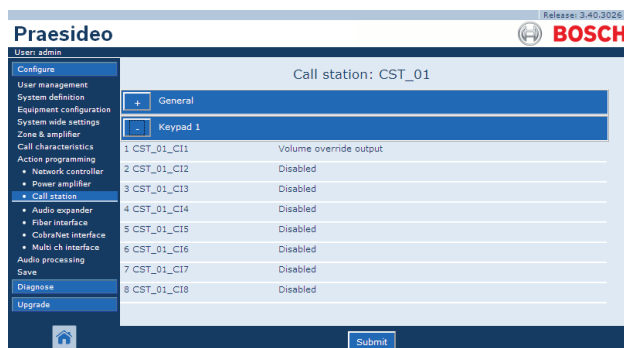 Release: 3.40.3026
Praesideo
BOSCH
User: admin
Configure
User management
System definition
Equipment configuration
System wide settings
Zone & amplifier
Call characteristics
Action programming
• Network controller
• Power amplifier
• Call station
• Audio expander
• Fiber interface
• CobraNet interface
• Multi ch interface
Audio processing
Save
Diagnose
Upgrade
Call station: CST_01
+ General
- Keypad 1
1 CST_01_CI1 Volume override output
2 CST_01_CI2 Disabled
3 CST_01_CI3 Disabled
4 CST_01_CI4 Disabled
5 CST_01_CI5 Disabled
6 CST_01_CI6 Disabled
7 CST_01_CI7 Disabled
8 CST_01_CI8 Disabled
Submit